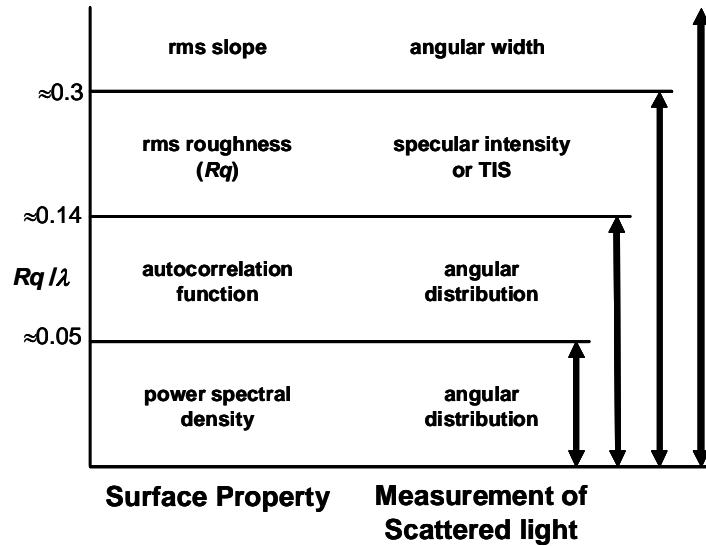 rms slope
angular width
≈0.3
rms roughness
(Rq)
specular intensity
or TIS
≈0.14
Rq /λ
autocorrelation
function
angular
distribution
≈0.05
power spectral
density
angular
distribution
Surface Property
Measurement of
Scattered light